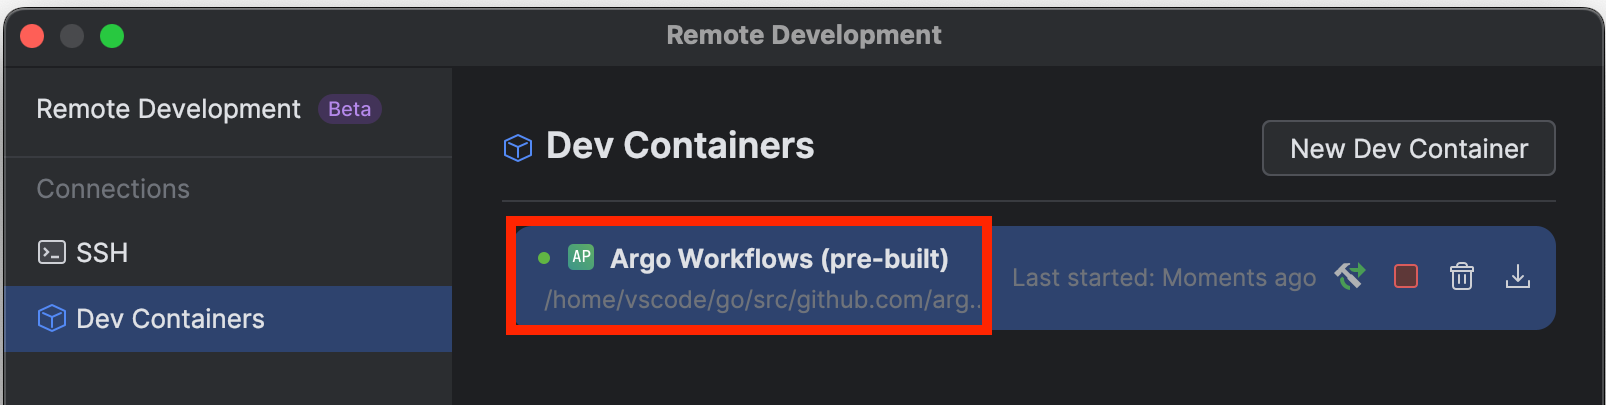 Remote Development
Remote Development Beta
Connections
SSH
Dev Containers
Dev Containers
New Dev Container
AP Argo Workflows (pre-built)
/home/vscode/go/src/github.com/arg...
Last started: Moments ago